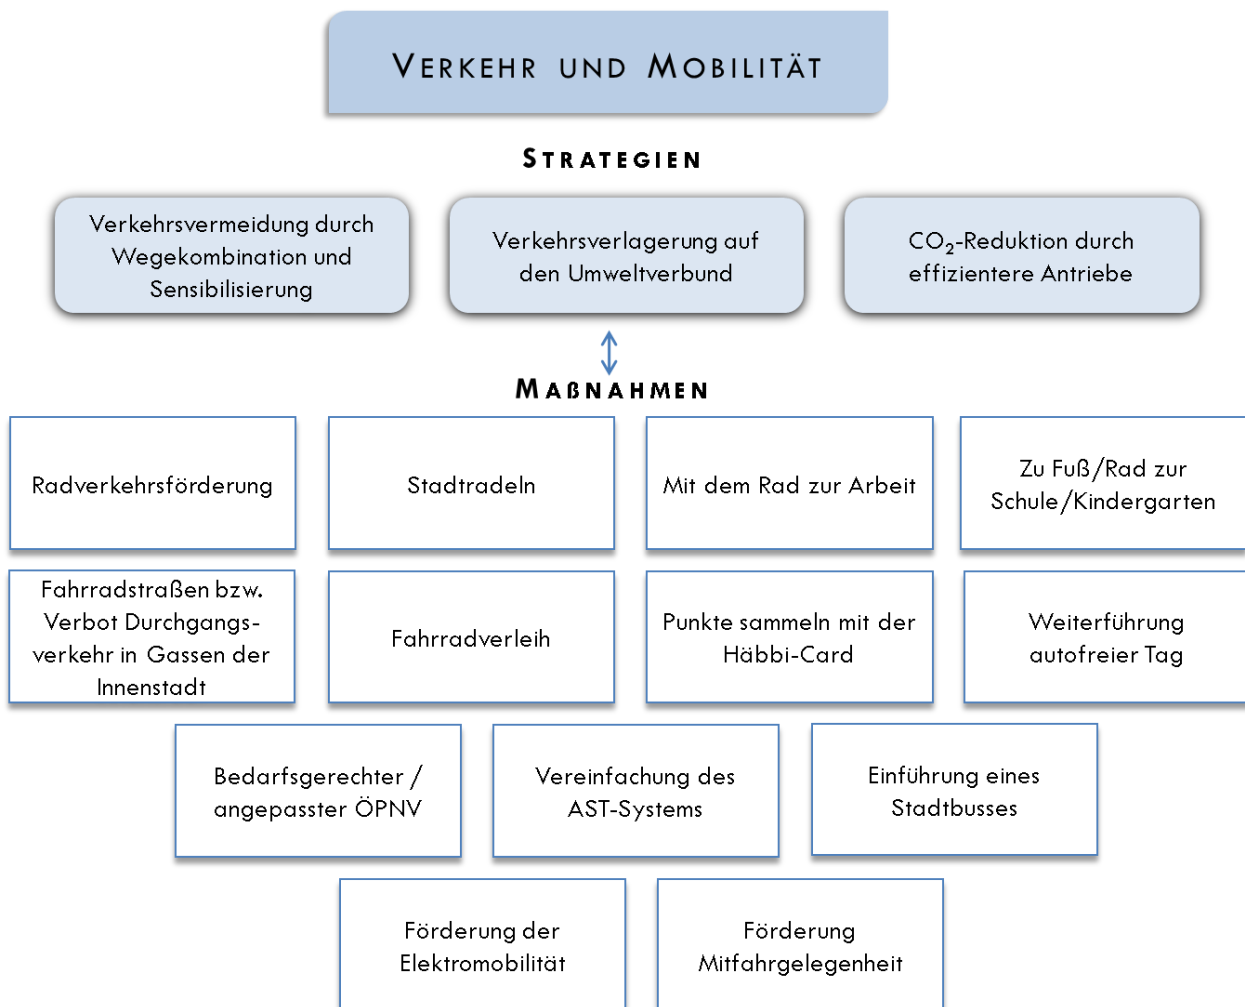 VERKEHR UND MOBILITÄT
STRATEGIEN
Verkehrsvermeidung durch
Wegekombination und
Sensibilisierung
Verkehrsverlagerung auf
den Umweltverbund
CO₂-Reduktion durch
effizientere Antriebe
MAßNAHMEN
Radverkehrsförderung
Stadtradeln
Mit dem Rad zur Arbeit
Zu Fuß/Rad zur
Schule/Kindergarten
Fahrradstraßen bzw.
Verbot Durchgangs-
verkehr in Gassen der
Innenstadt
Fahrradverleih
Punkte sammeln mit der
Häbbi-Card
Weiterführung
autofreier Tag
Bedarfsgerechter /
angepasster ÖPNV
Vereinfachung des
AST-Systems
Einführung eines
Stadtbusses
Förderung der
Elektromobilität
Förderung
Mitfahrgelegenheit